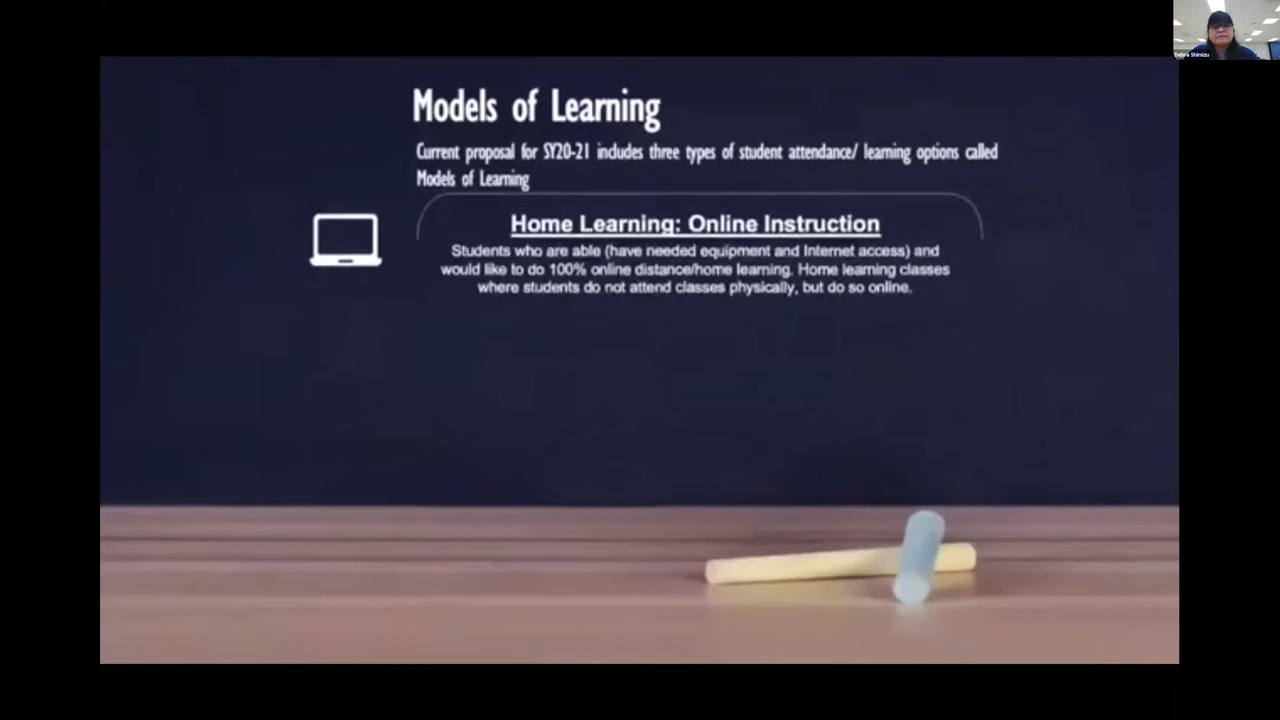 Models of Learning
Current proposal for SY20-21 includes three types of student attendance/ learning options called
Models of Learning
Home Learning: Online Instruction
Students who are able (have needed equipment and Internet access) and
would like to do 100% online distance/home learning. Home learning classes
where students do not attend classes physically, but do so online.
Debra Shimizu